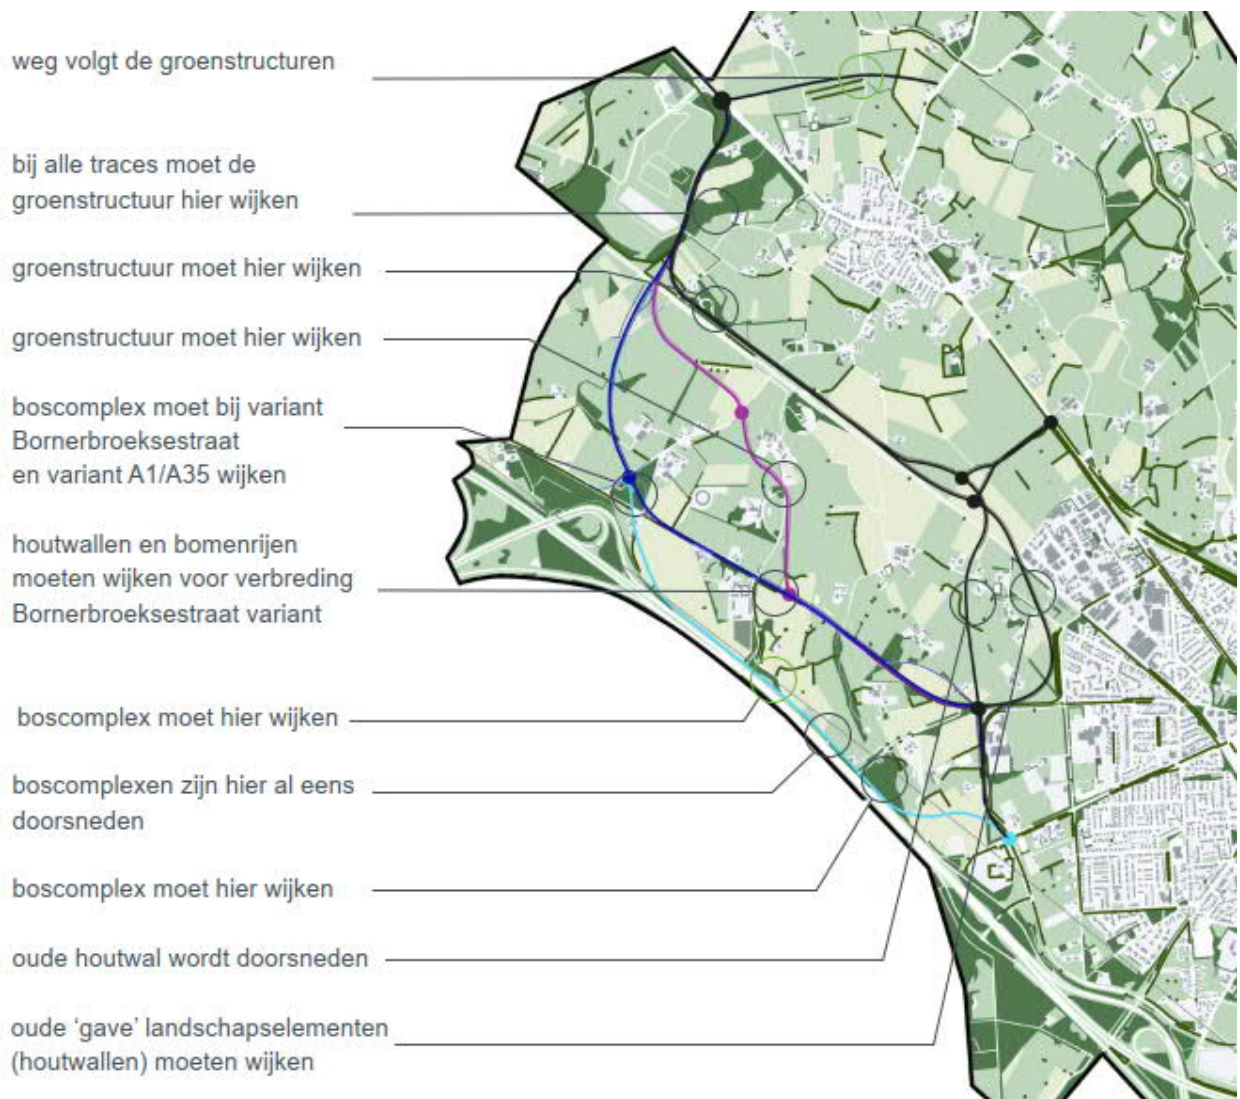 weg volgt de groenstructuren
bij alle traces moet de
groenstructuur hier wijken
groenstructuur moet hier wijken
groenstructuur moet hier wijken
boscomplex moet bij variant
Bornerbroeksestraat
en variant A1/A35 wijken
houtwallen en bomenrijen
moeten wijken voor verbreding
Bornerbroeksestraat variant
boscomplex moet hier wijken
boscomplexen zijn hier al eens
doorsneden
boscomplex moet hier wijken
oude houtwal wordt doorsneden
oude ‘gave’ landschapselementen
(houtwallen) moeten wijken